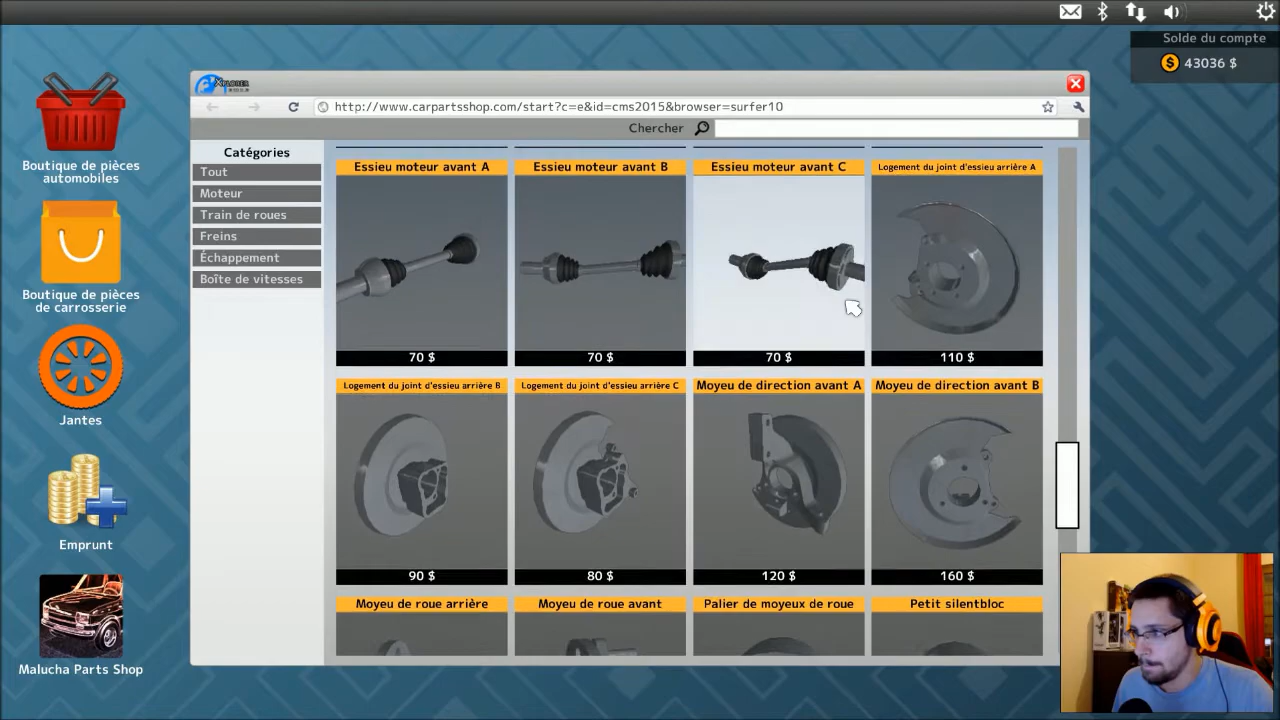 Solde du compte
43036 $
XPLORER
http://www.carpartsshop.com/start?c=e&id=cms2015&browser=surfer10
Chercher
Boutique de pièces
automobiles
Boutique de pièces
de carrosserie
Jantes
Emprunt
Malucha Parts Shop
Catégories
Tout
Moteur
Train de roues
Freins
Échappement
Boîte de vitesses
Essieu moteur avant A
Essieu moteur avant B
Essieu moteur avant C
Logement du joint d'essieu arrière A
70 $
70 $
70 $
110 $
Logement du joint d'essieu arrière B
Logement du joint d'essieu arrière C
Moyeu de direction avant A
Moyeu de direction avant B
90 $
80 $
120 $
160 $
Moyeu de roue arrière
Moyeu de roue avant
Palier de moyeux de roue
Petit silentbloc